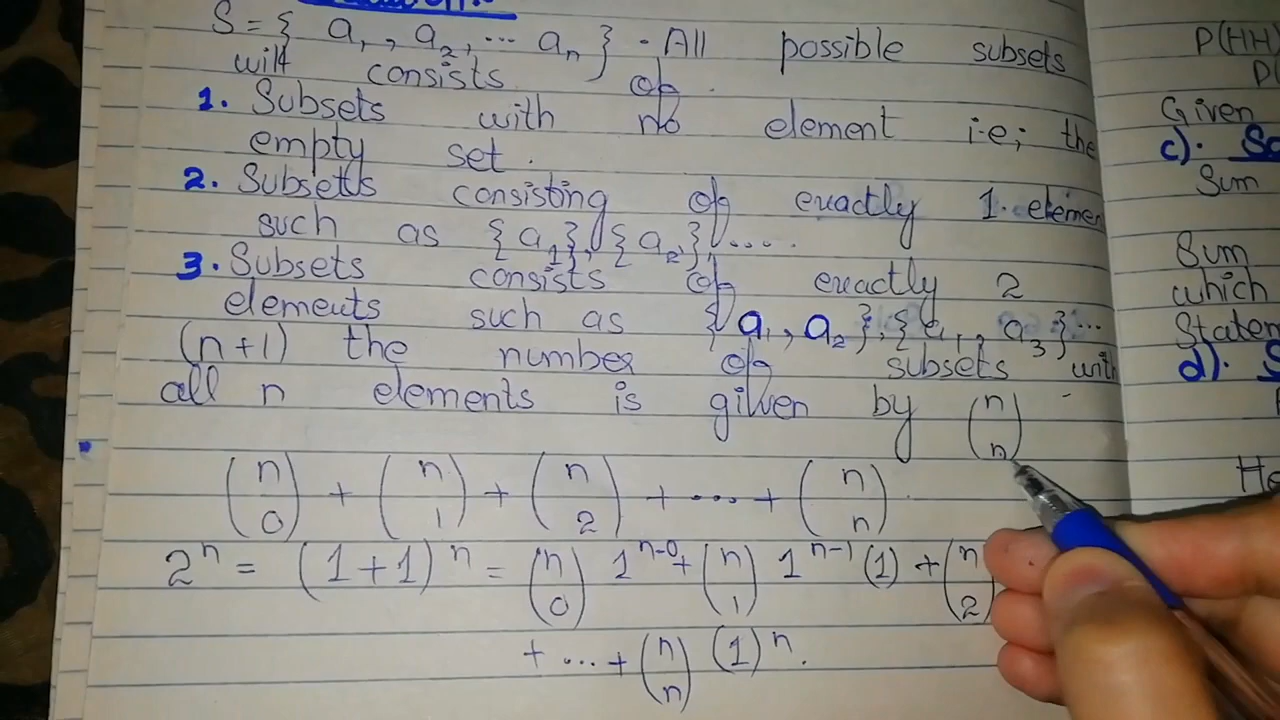 S = { a₁, a₂, ... aₙ } - All possible subsets
will consists of.
1. Subsets with no element i.e; the
empty set.
2. Subsets consisting of exactly 1 elemen
such as {a₁}, {a₂}, ....
3. Subsets consists of exactly 2
elements such as {a₁, a₂}, {a₁, a₃} ...
(n+1) the number of subsets with
all n elements is given by (n n)
(n 0) + (n 1) + (n 2) + ... + (n n).
2ⁿ = (1+1)ⁿ = (n 0) 1ⁿ⁻⁰ + (n 1) 1ⁿ⁻¹ (1) + (n 2)
+ ... + (n n) (1)ⁿ.
P(HH)
P(
Given
c).
Sum
Sum
which
d).